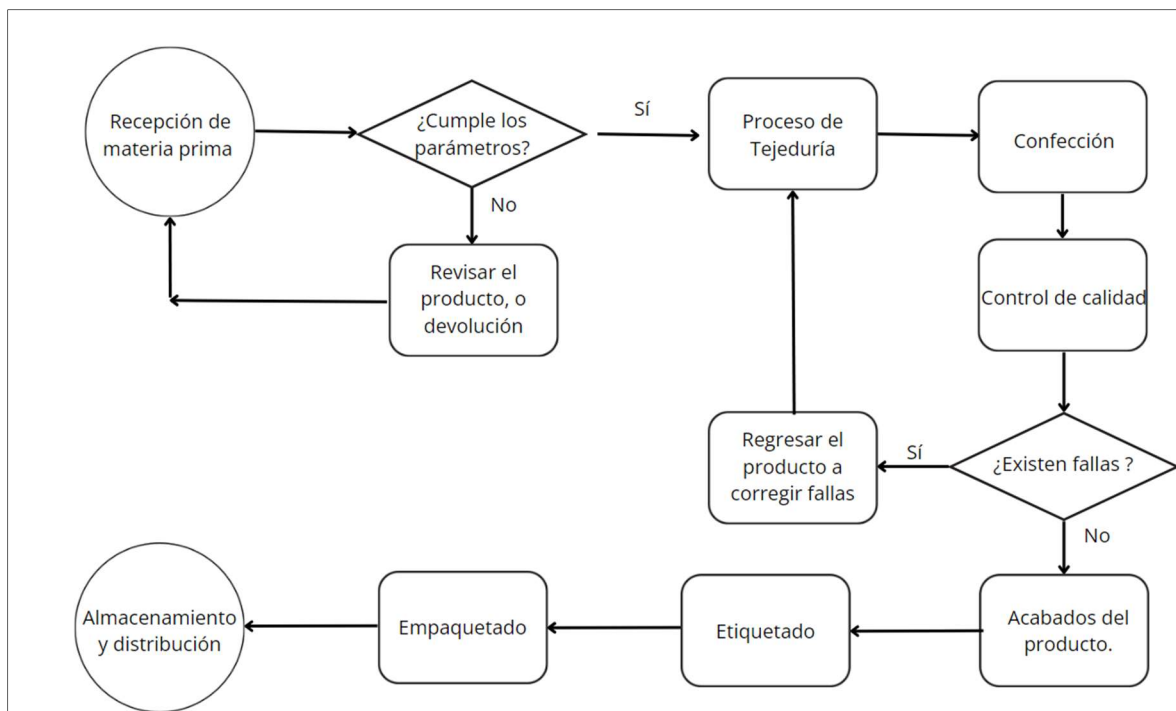 Recepción de
materia prima
¿Cumple los
parámetros?
Sí
Proceso de
Tejeduría
Confección
No
Revisar el
producto, o
devolución
Control de calidad
¿Existen fallas ?
Sí
Regresar el
producto a
corregir fallas
No
Acabados del
producto.
Etiquetado
Empaquetado
Almacenamiento
y distribución